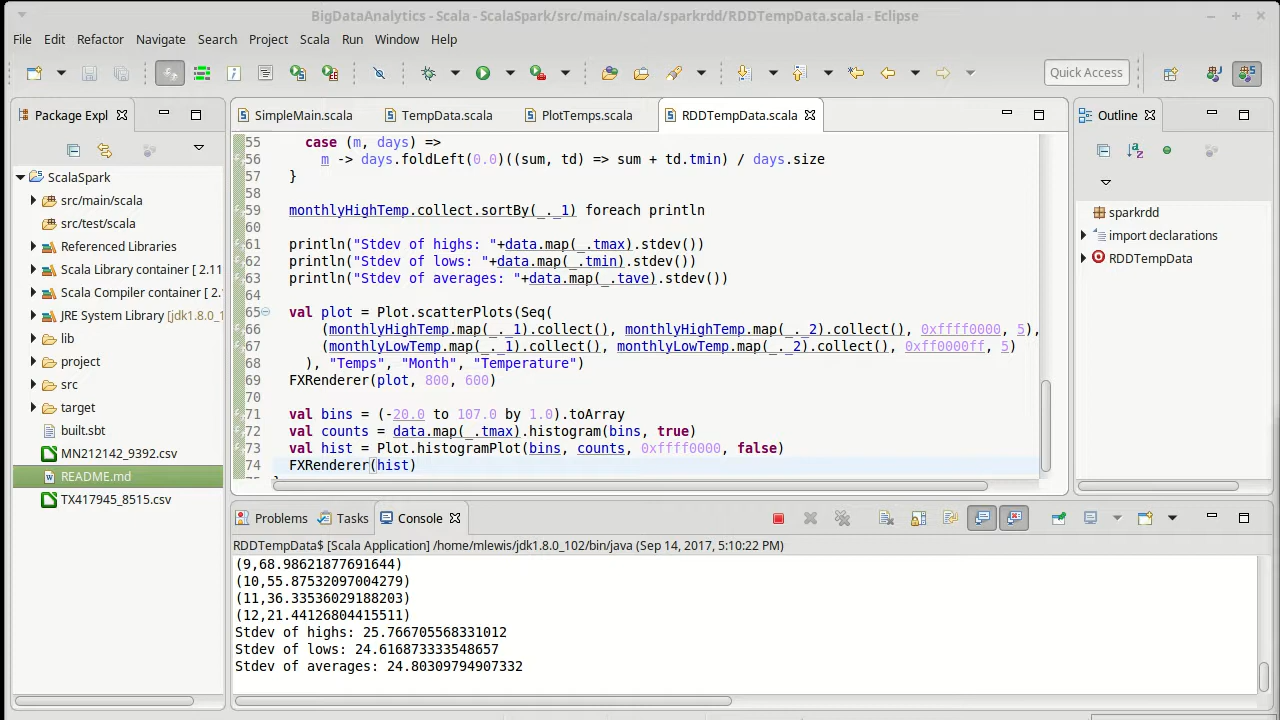 BigDataAnalytics - Scala - ScalaSpark/src/main/scala/sparkrdd/RDDTempData.scala - Eclipse
File Edit Refactor Navigate Search Project Scala Run Window Help
Quick Access
Package Expl
SimpleMain.scala TempData.scala PlotTemps.scala RDDTempData.scala
Outline
ScalaSpark
src/main/scala
src/test/scala
Referenced Libraries
Scala Library container [ 2.11
Scala Compiler container [ 2.
JRE System Library [jdk1.8.0_1
lib
project
src
target
built.sbt
MN212142_9392.csv
README.md
TX417945_8515.csv
55 case (m, days) =>
56 m -> days.foldLeft(0.0)((sum, td) => sum + td.tmin) / days.size
57 }
58
59 monthlyHighTemp.collect.sortBy(_._1) foreach println
60
61 println("Stdev of highs: "+data.map(_.tmax).stdev())
62 println("Stdev of lows: "+data.map(_.tmin).stdev())
63 println("Stdev of averages: "+data.map(_.tave).stdev())
64
65 val plot = Plot.scatterPlots(Seq(
66 (monthlyHighTemp.map(_._1).collect(), monthlyHighTemp.map(_._2).collect(), 0xffff0000, 5),
67 (monthlyLowTemp.map(_._1).collect(), monthlyLowTemp.map(_._2).collect(), 0xff0000ff, 5)
68 ), "Temps", "Month", "Temperature")
69 FXRenderer(plot, 800, 600)
70
71 val bins = (-20.0 to 107.0 by 1.0).toArray
72 val counts = data.map(_.tmax).histogram(bins, true)
73 val hist = Plot.histogramPlot(bins, counts, 0xffff0000, false)
74 FXRenderer(hist)
sparkrdd
import declarations
RDDTempData
Problems Tasks Console
RDDTempData$ [Scala Application] /home/mlewis/jdk1.8.0_102/bin/java (Sep 14, 2017, 5:10:22 PM)
(9,68.98621877691644)
(10,55.87532097004279)
(11,36.33536029188203)
(12,21.44126804415511)
Stdev of highs: 25.766705568331012
Stdev of lows: 24.616873333548657
Stdev of averages: 24.80309794907332